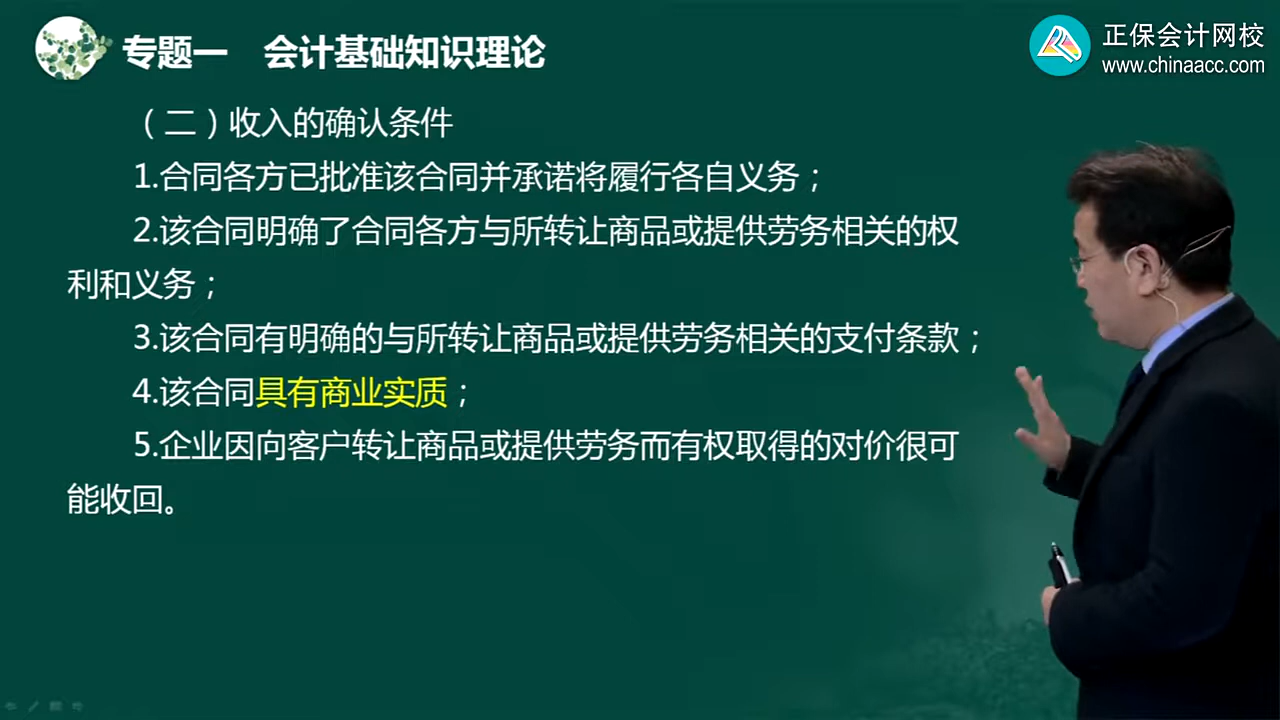 专题一 会计基础知识理论
正保会计网校
www.chinaacc.com
（二）收入的确认条件
1.合同各方已批准该合同并承诺将履行各自义务；
2.该合同明确了合同各方与所转让商品或提供劳务相关的权
利和义务；
3.该合同有明确的与所转让商品或提供劳务相关的支付条款；
4.该合同具有商业实质；
5.企业因向客户转让商品或提供劳务而有权取得的对价很可
能收回。